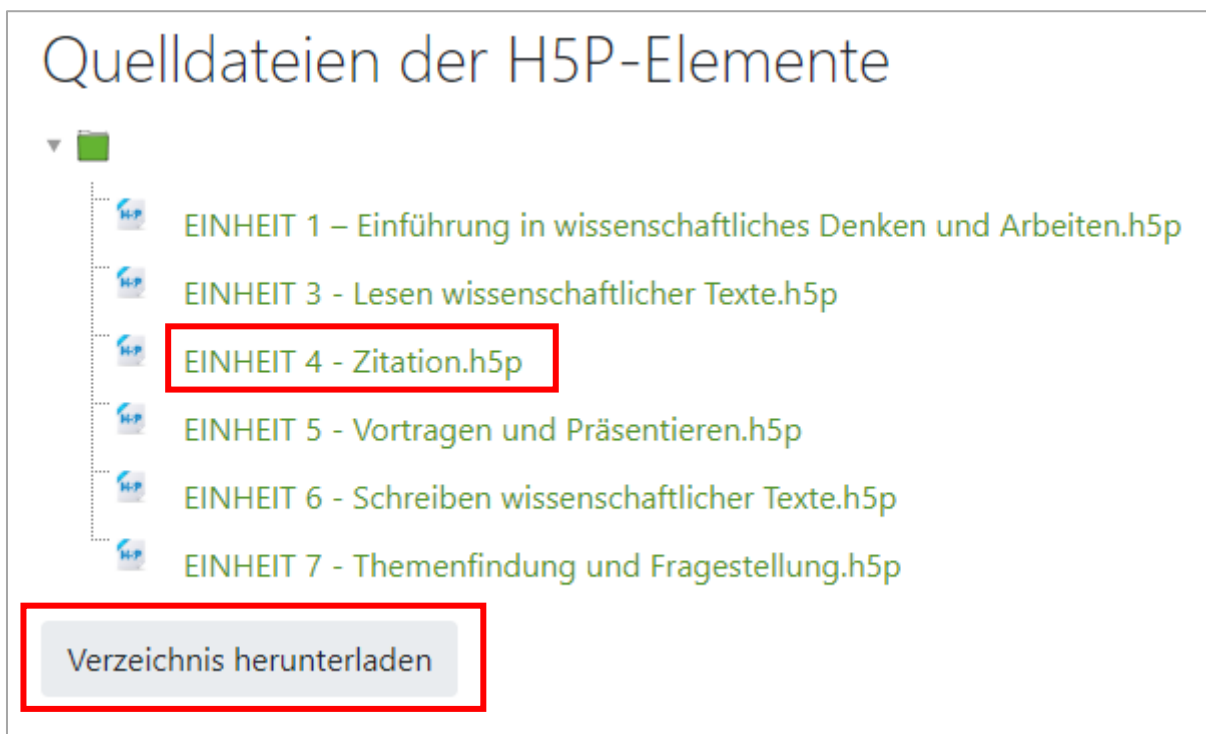 Quelldateien der H5P-Elemente
H-P EINHEIT 1 – Einführung in wissenschaftliches Denken und Arbeiten.h5p
H-P EINHEIT 3 - Lesen wissenschaftlicher Texte.h5p
H-P EINHEIT 4 - Zitation.h5p
H-P EINHEIT 5 - Vortragen und Präsentieren.h5p
H-P EINHEIT 6 - Schreiben wissenschaftlicher Texte.h5p
H-P EINHEIT 7 - Themenfindung und Fragestellung.h5p
Verzeichnis herunterladen